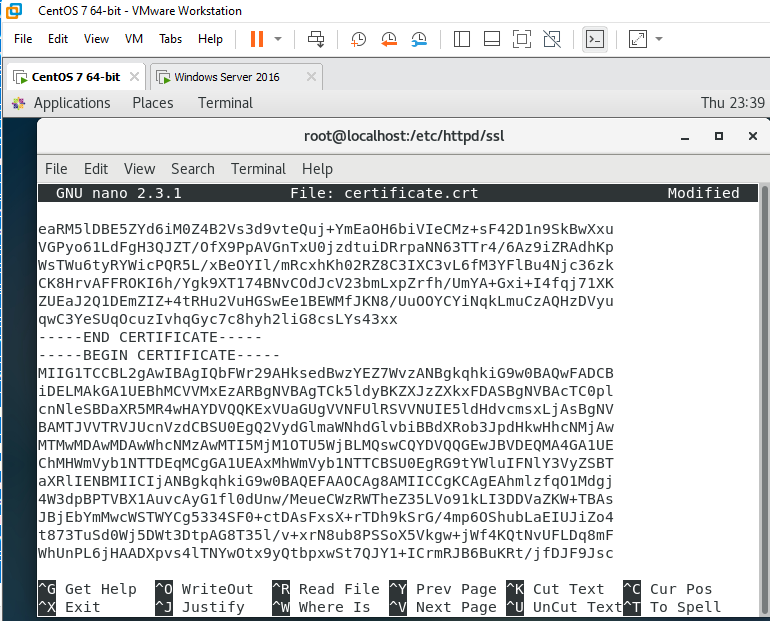 CentOS 7 64-bit - VMware Workstation
File Edit View VM Tabs Help
CentOS 7 64-bit Windows Server 2016
Applications Places Terminal Thu 23:39
root@localhost:/etc/httpd/ssl
File Edit View Search Terminal Help
GNU nano 2.3.1 File: certificate.crt Modified
eaRM5lDBE5ZYd6iM0Z4B2Vs3d9vteQuj+YmEaOH6biVIeCMz+sF42D1n9SkBwXxu
VGPyo61LdFgH3QJZT/OfX9PpAVGnTxU0jzdtuiDRrpaNN63TTr4/6Az9iZRAdhKp
WsTWu6tyRYWicPQR5L/xBeOYIl/mRcxhKh02RZ8C3IXC3vL6fM3YFlBu4Njc36zk
CK8HrvAFFROKI6h/Ygk9XT174BNvCOdJcV23bmLxpZrfh/UmYA+Gxi+I4fqj71XK
ZUEaJ2Q1DEmZIZ+4tRHu2VuHGSwEe1BEWMfJKN8/UuOOYCYiNqkLmuCzAQHzDVyu
qwC3YeSUqOcuzIvhqGyc7c8hyh2liG8csLYs43xx
-----END CERTIFICATE-----
-----BEGIN CERTIFICATE-----
MIIG1TCCBL2gAwIBAgIQbFWr29AHksedBwzYEZ7WvzANBgkqhkiG9w0BAQwFADCB
iDELMAkGA1UEBhMCVVMxEzARBgNVBAgTCk5ldyBKZXJzZXkxFDASBgNVBAcTC0pl
cnNleSBDaXR5MR4wHAYDVQQKExVUaGUgVVNFUlRSVVNUIE5ldHdvcmsxLjAsBgNV
BAMTJVVTRVJUcnVzdCBSU0EgQ2VydGlmaWNhdGlvbiBBdXRob3JpdHkwHhcNMjAw
MTMwMDAwMDAwWhcNMzAwMTI5MjM1OTU5WjBLMQswCQYDVQQGEwJBVDEQMA4GA1UE
ChMHWmVyb1NTTDEqMCgGA1UEAxMhWmVyb1NTTCBSU0EgRG9tYWluIFNlY3VyZSBT
aXRlIENBMIICIjANBgkqhkiG9w0BAQEFAAOCAg8AMIICCgKCAgEAhmlzfqO1Mdgj
4W3dpBPTVBX1AuvcAyG1fl0dUnw/MeueCWzRWTheZ35LVo91kLI3DDVaZKW+TBAs
JBjEbYmMwcWSTWYCg5334SF0+ctDAsFxsX+rTDh9kSrG/4mp6OShubLaEIUJiZo4
t873TuSd0Wj5DWt3DtpAG8T35l/v+xrN8ub8PSSoX5Vkgw+jWf4KQtNvUFLDq8mF
WhUnPL6jHAADXpvs4lTNYwOtx9yQtbpxwSt7QJY1+ICrmRJB6BuKRt/jfDJF9Jsc
^G Get Help ^O WriteOut ^R Read File ^Y Prev Page ^K Cut Text ^C Cur Pos
^X Exit ^J Justify ^W Where Is ^V Next Page ^U UnCut Text ^T To Spell